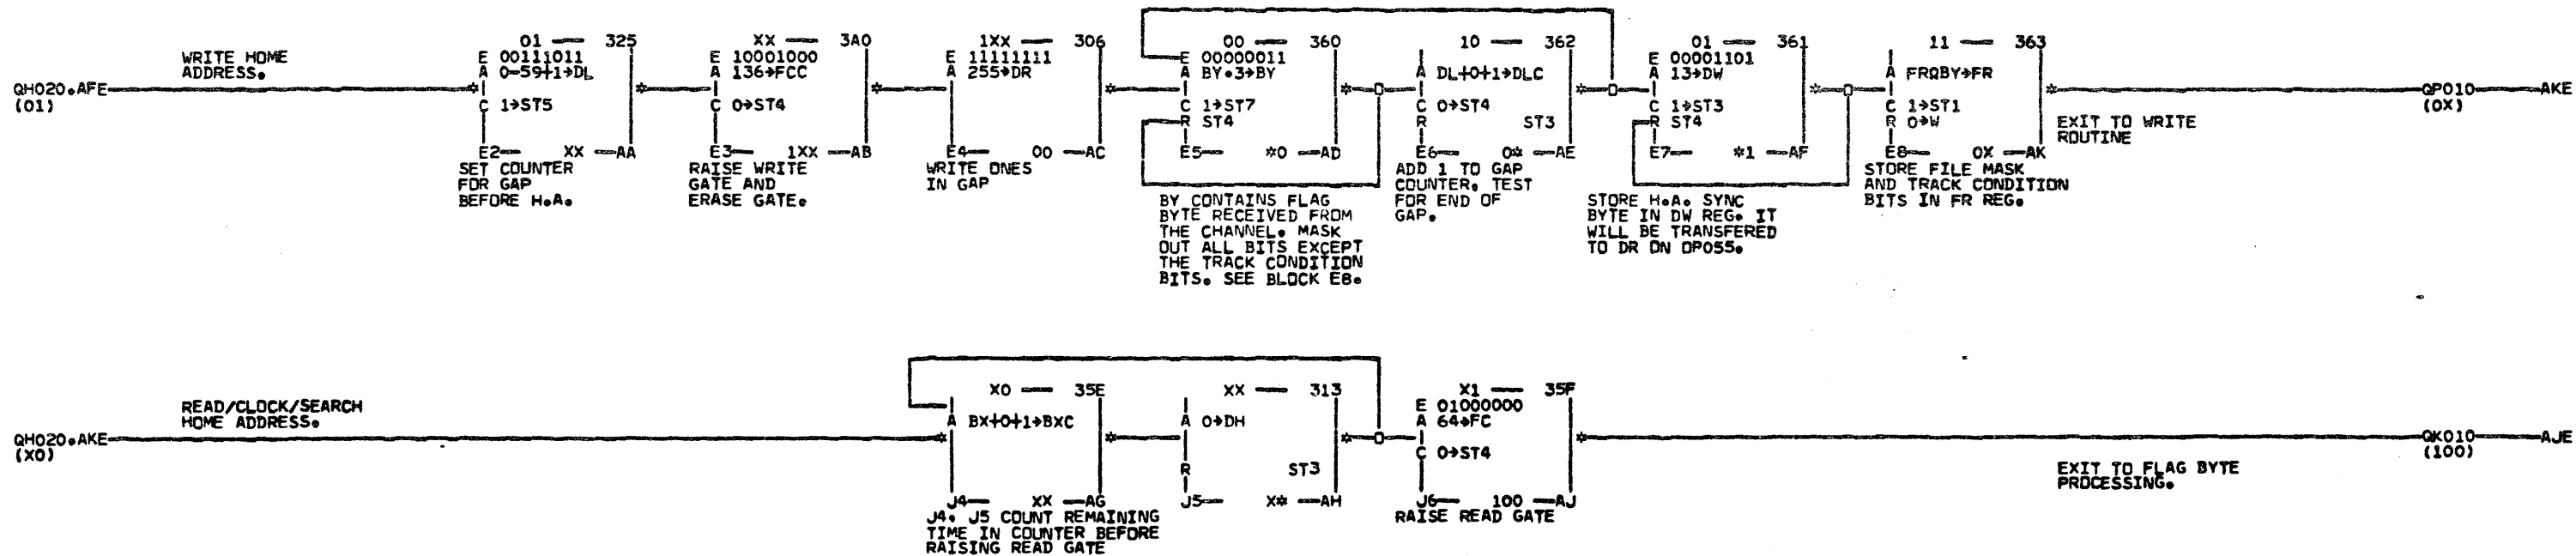 WRITE HOME
ADDRESS.
QH020.AFE
(01)
01 — 325
E 00111011
A 0-59+1→DL
C 1→ST5
E2— XX —AA
SET COUNTER
FOR GAP
BEFORE H.A.
XX — 3A0
E 10001000
A 136→FCC
C 0→ST4
E3— 1XX —AB
RAISE WRITE
GATE AND
ERASE GATE.
1XX — 306
E 11111111
A 255→DR
E4— 00 —AC
WRITE ONES
IN GAP
00 — 360
E 00000011
A BY•3→BY
C 1→ST7
R ST4
E5— *0 —AD
BY CONTAINS FLAG
BYTE RECEIVED FROM
THE CHANNEL. MASK
OUT ALL BITS EXCEPT
THE TRACK CONDITION
BITS. SEE BLOCK E8.
10 — 362
A DL+0+1→DLC
C 0→ST4
R ST3
E6— 0* —AE
ADD 1 TO GAP
COUNTER. TEST
FOR END OF
GAP.
01 — 361
E 00001101
A 13→DW
C 1→ST3
R ST4
E7— *1 —AF
STORE H.A. SYNC
BYTE IN DW REG. IT
WILL BE TRANSFERED
TO DR ON OP055.
11 — 363
A FRΩBY→FR
C 1→ST1
R 0→W
E8— 0X —AK
STORE FILE MASK
AND TRACK CONDITION
BITS IN FR REG.
EXIT TO WRITE
ROUTINE
QP010 AKE
(0X)
READ/CLOCK/SEARCH
HOME ADDRESS.
QH020.AKE
(X0)
X0 — 35E
A BX+0+1→BXC
J4— XX —AG
J4. J5 COUNT REMAINING
TIME IN COUNTER BEFORE
RAISING READ GATE
XX — 313
A 0→DH
R ST3
J5— X* —AH
X1 — 35F
E 01000000
A 64→FC
C 0→ST4
J6— 100 —AJ
RAISE READ GATE
QK010 AJE
(100)
EXIT TO FLAG BYTE
PROCESSING.